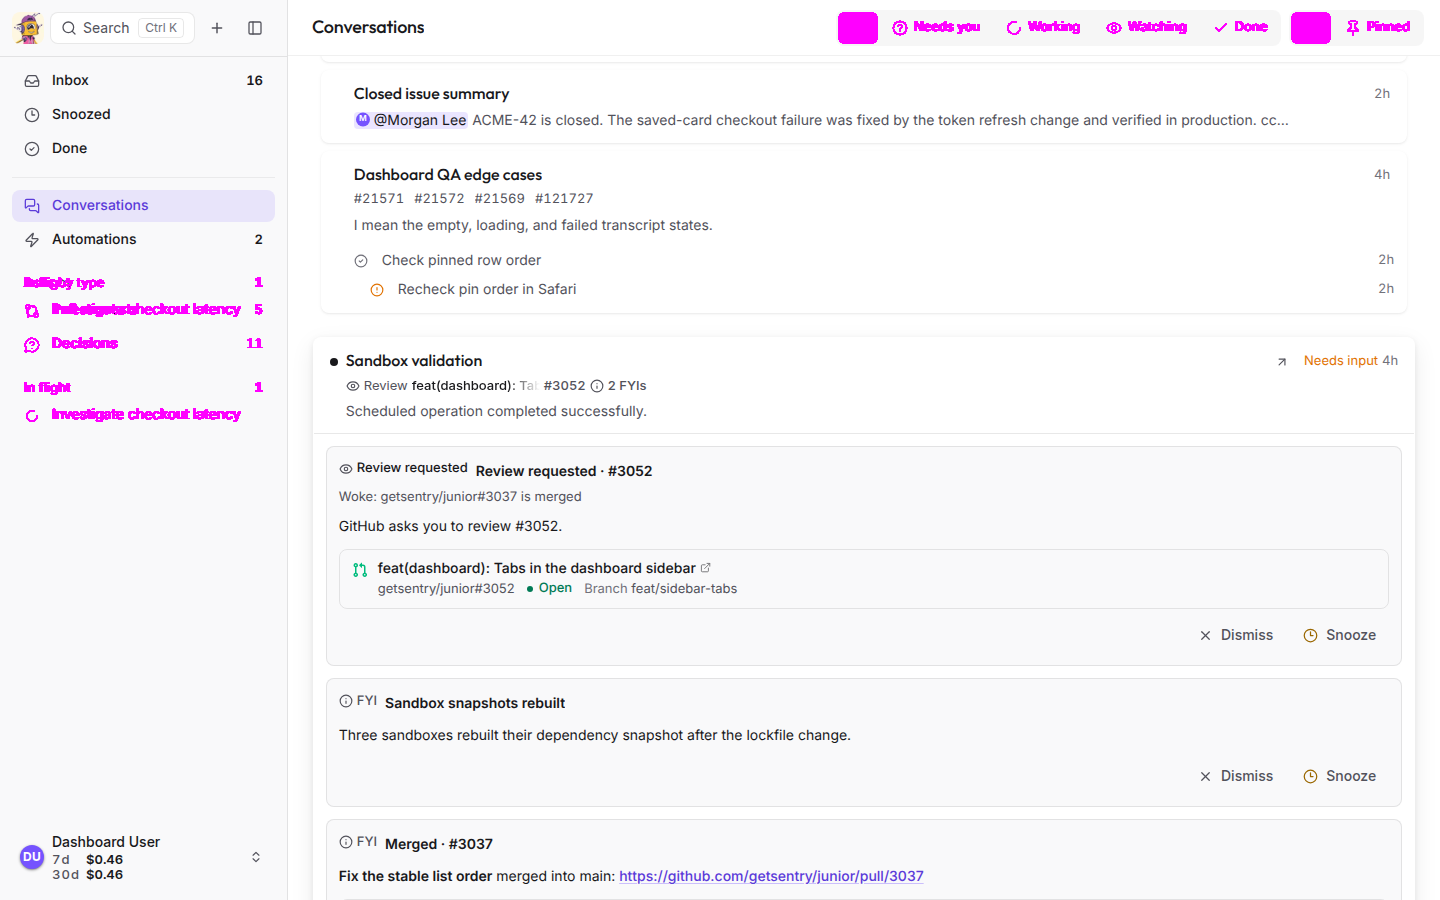 Search Ctrl K
Inbox 16
Snoozed
Done
Conversations
Automations 2
1
checkout latency 5
Decisions 11
In flight 1
Investigate checkout latency
Dashboard User
DU
7d $0.46
30d $0.46
Conversations
Needs you Working Watching Done Pinned
Closed issue summary 2h
M @Morgan Lee ACME-42 is closed. The saved-card checkout failure was fixed by the token refresh change and verified in production. cc...
Dashboard QA edge cases 4h
#21571 #21572 #21569 #121727
I mean the empty, loading, and failed transcript states.
Check pinned row order 2h
Recheck pin order in Safari 2h
Sandbox validation Needs input 4h
Review feat(dashboard): Tab #3052 2 FYIs
Scheduled operation completed successfully.
Review requested Review requested · #3052
Woke: getsentry/junior#3037 is merged
GitHub asks you to review #3052.
feat(dashboard): Tabs in the dashboard sidebar
getsentry/junior#3052 Open Branch feat/sidebar-tabs
Dismiss Snooze
FYI Sandbox snapshots rebuilt
Three sandboxes rebuilt their dependency snapshot after the lockfile change.
Dismiss Snooze
FYI Merged · #3037
Fix the stable list order merged into main: https://github.com/getsentry/junior/pull/3037